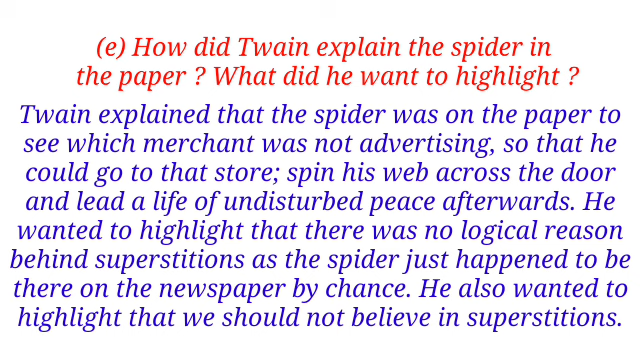 (e) How did Twain explain the spider in
the paper ? What did he want to highlight ?
Twain explained that the spider was on the paper to
see which merchant was not advertising, so that he
could go to that store; spin his web across the door
and lead a life of undisturbed peace afterwards. He
wanted to highlight that there was no logical reason
behind superstitions as the spider just happened to be
there on the newspaper by chance. He also wanted to
highlight that we should not believe in superstitions.